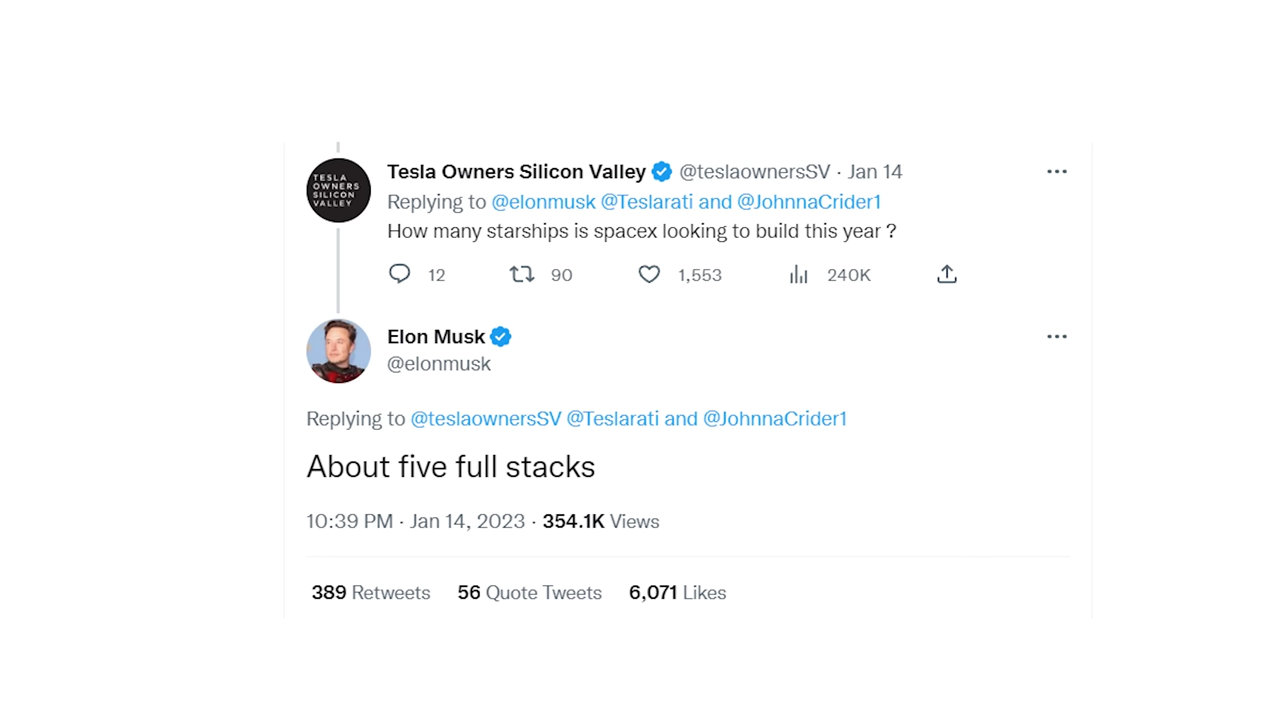 TESLA
OWNERS
SILICON
VALLEY
Tesla Owners Silicon Valley @teslaownersSV · Jan 14
Replying to @elonmusk @Teslarati and @JohnnaCrider1
How many starships is spacex looking to build this year ?
12 90 1,553 240K
Elon Musk
@elonmusk
Replying to @teslaownersSV @Teslarati and @JohnnaCrider1
About five full stacks
10:39 PM · Jan 14, 2023 · 354.1K Views
389 Retweets 56 Quote Tweets 6,071 Likes